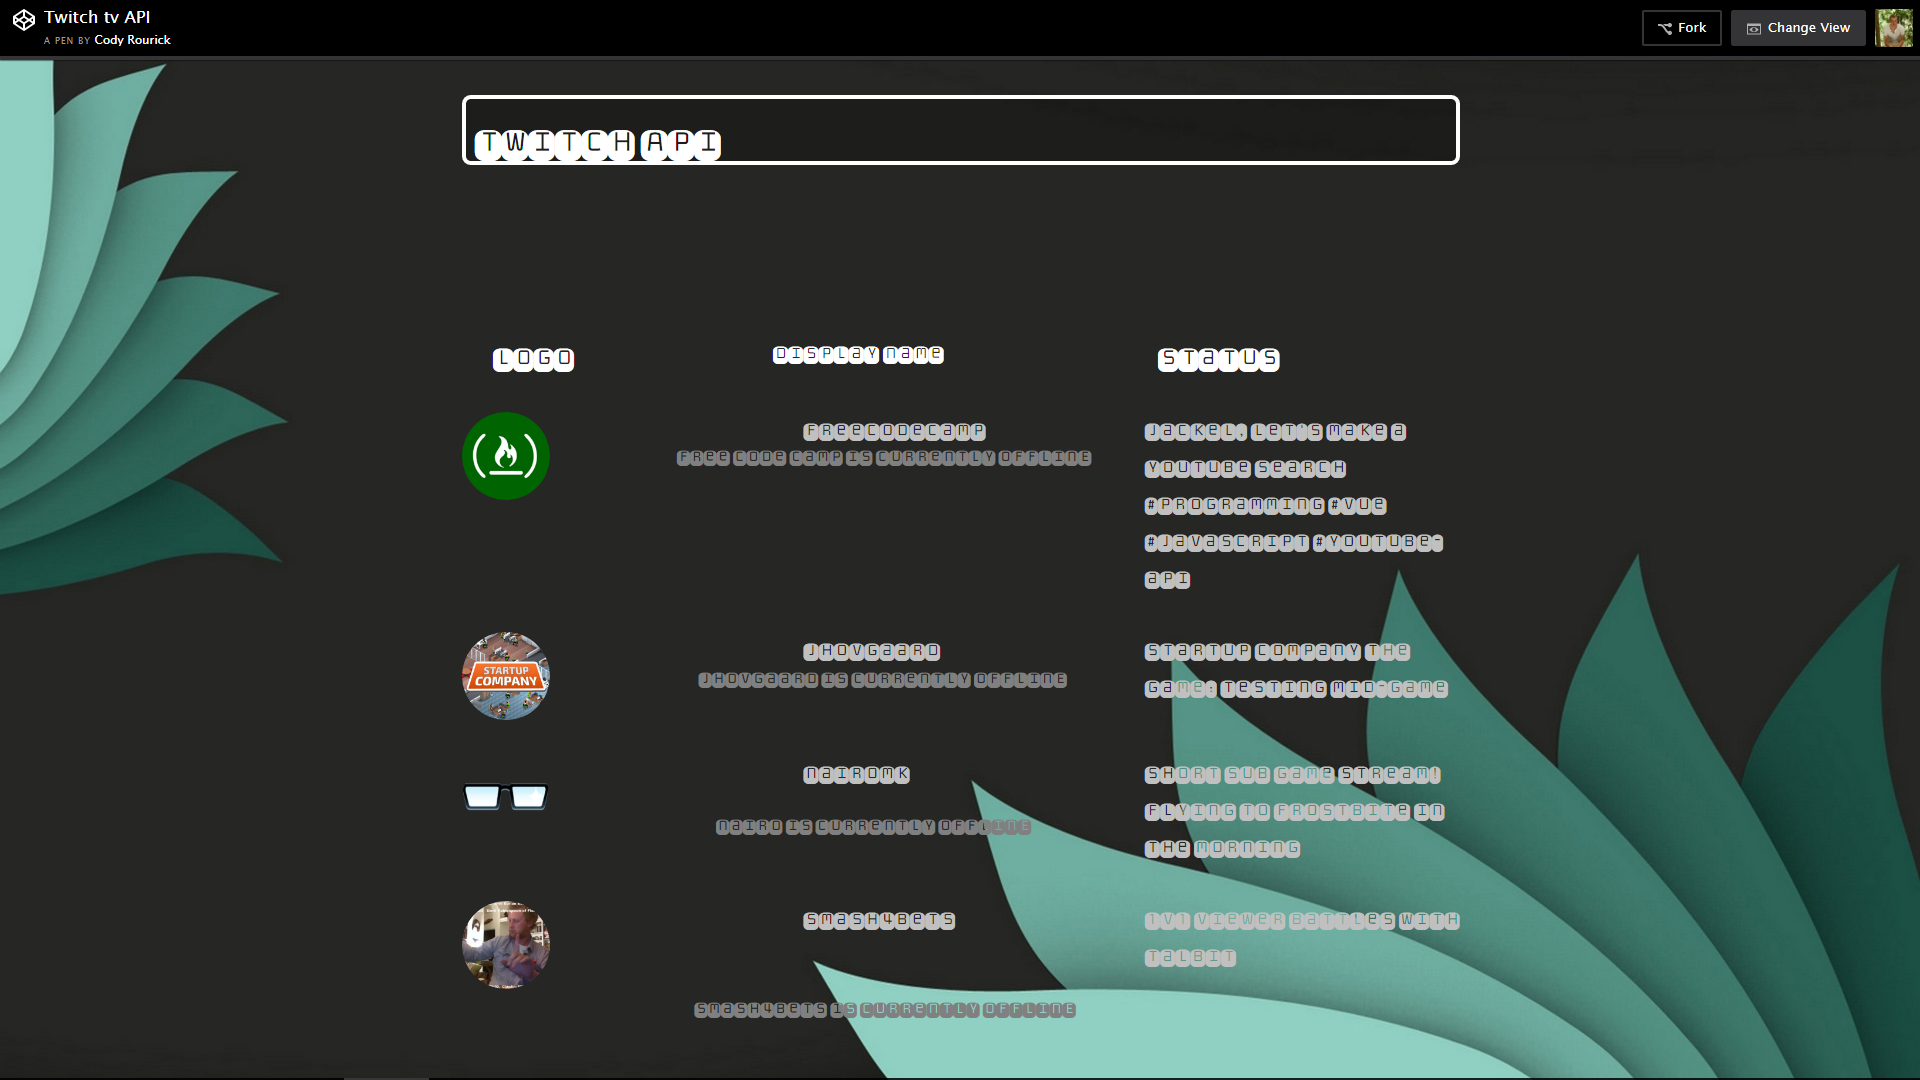 Twitch tv API
A PEN BY Cody Rourick
Fork
Change View
TWITCH API
LOGO
DISPLAY NAME
STATUS
FREECODECAMP
FREE CODE CAMP IS CURRENTLY OFFLINE
JACKEL, LET'S MAKE A
YOUTUBE SEARCH
#PROGRAMMING #VUE
#JAVASCRIPT #YOUTUBE-
API
STARTUP
COMPANY
JHOVGAARD
JHOVGAARD IS CURRENTLY OFFLINE
STARTUP COMPANY THE
GAME: TESTING MID-GAME
NAIROMK
NAIRO IS CURRENTLY OFFLINE
SHORT SUB GAME STREAM!
FLYING TO FROSTBITE IN
THE MORNING
SMASH4BETS
SMASH4BETS IS CURRENTLY OFFLINE
1V1 VIEWER BATTLES WITH
TALBIT